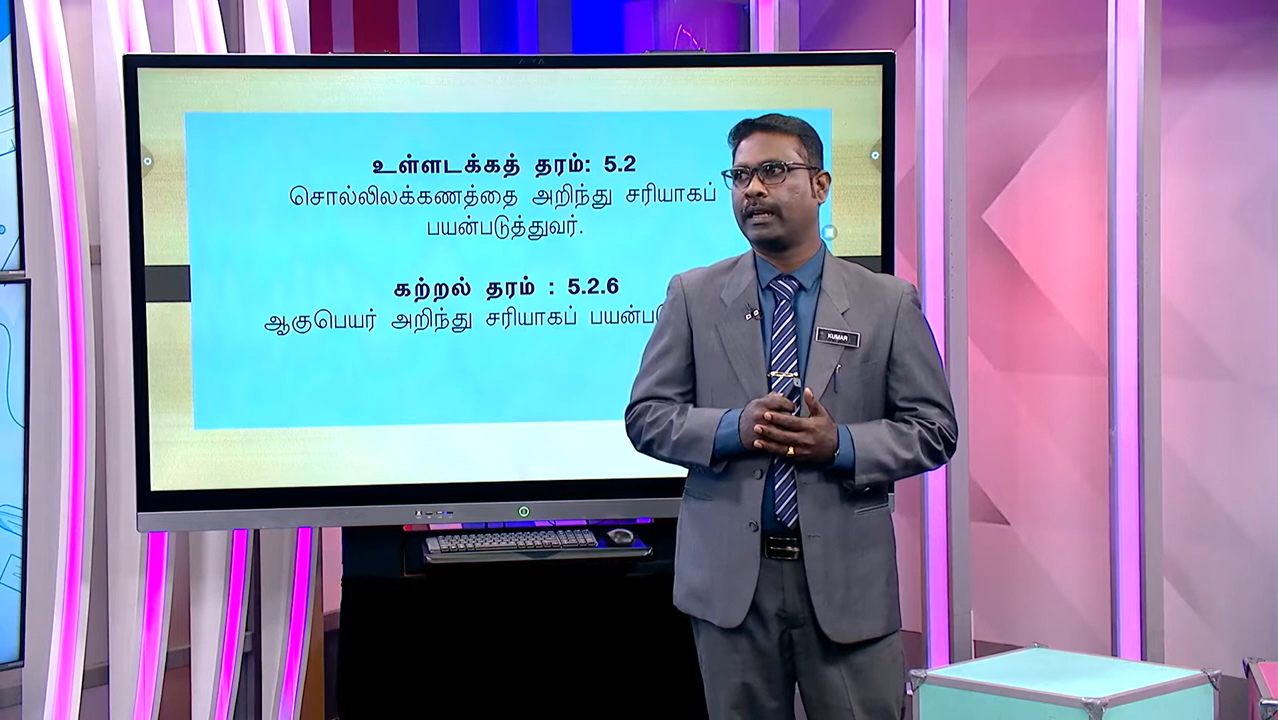 உள்ளடக்கத் தரம்: 5.2
சொல்லிலக்கணத்தை அறிந்து சரியாகப்
பயன்படுத்துவர்.
கற்றல் தரம் : 5.2.6
ஆகுபெயர் அறிந்து சரியாகப்
KUMAR